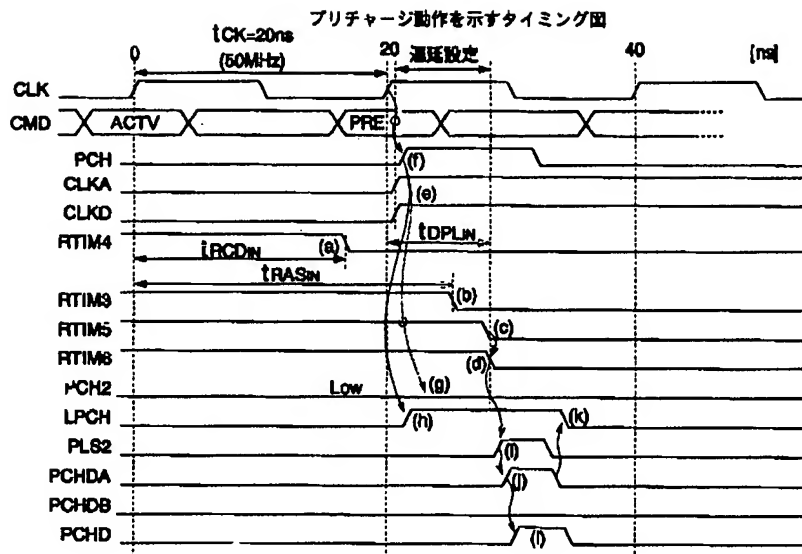 プリチャージ動作を示すタイミング図
tCK=20ns
(50MHz)
0
20
遅延設定
40
[ns]
CLK
CMD
ACTV
PRE
PCH
(f)
CLKA
(e)
CLKD
tDPLIN
RTIM4
(a)
tRCDIN
tRASIN
RTIM3
(b)
RTIM5
(c)
RTIM6
(d)
PCH2
Low
(g)
LPCH
(h)
(k)
PLS2
(i)
PCHDA
(j)
PCHDB
PCHD
(l)